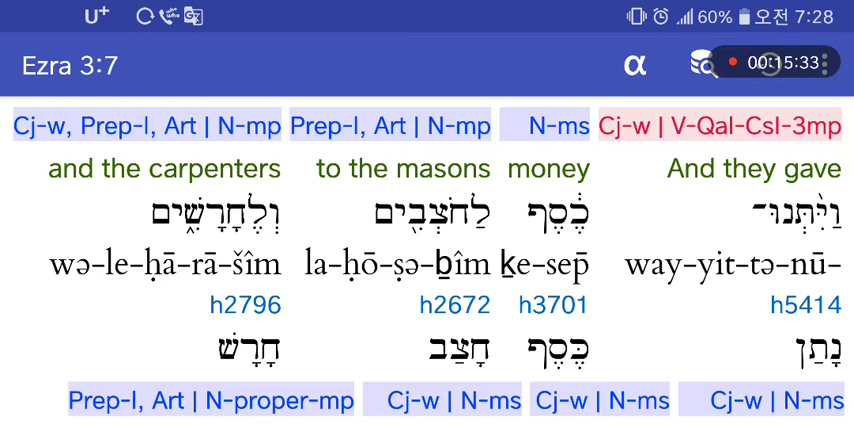 U+ 60% 오전 7:28
Ezra 3:7 α 00:15:33
Cj-w, Prep-l, Art | N-mp Prep-l, Art | N-mp N-ms Cj-w | V-Qal-CsI-3mp
and the carpenters to the masons money And they gave
וַיִּ֨תְּנוּ־ כֶ֔סֶף לַחֹצְבִ֖ים וְלֶחָרָשִׁ֑ים
wə-le-ḥā-rā-šîm la-ḥō-ṣə-ḇîm ḵe-sep̄ way-yit-tə-nū-
h2796 h2672 h3701 h5414
נָתַן כֶּסֶף חָצַב חָרָשׁ
Prep-l, Art | N-proper-mp Cj-w | N-ms Cj-w | N-ms Cj-w | N-ms